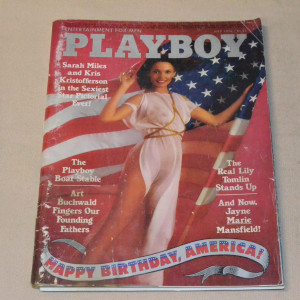 ENTERTAINMENT FOR MEN
PLAYBOY
Sarah Miles
and Kris
Kristofferson
in the Sexiest
Star Pictorial
Ever!
The
Playboy
Boat Stable
Art
Buchwald
Fingers Our
Founding
Fathers
The
Real Lily
Tomlin
Stands Up
And Now,
Jayne
Marie
Mansfield!
HAPPY BIRTHDAY, AMERICA!